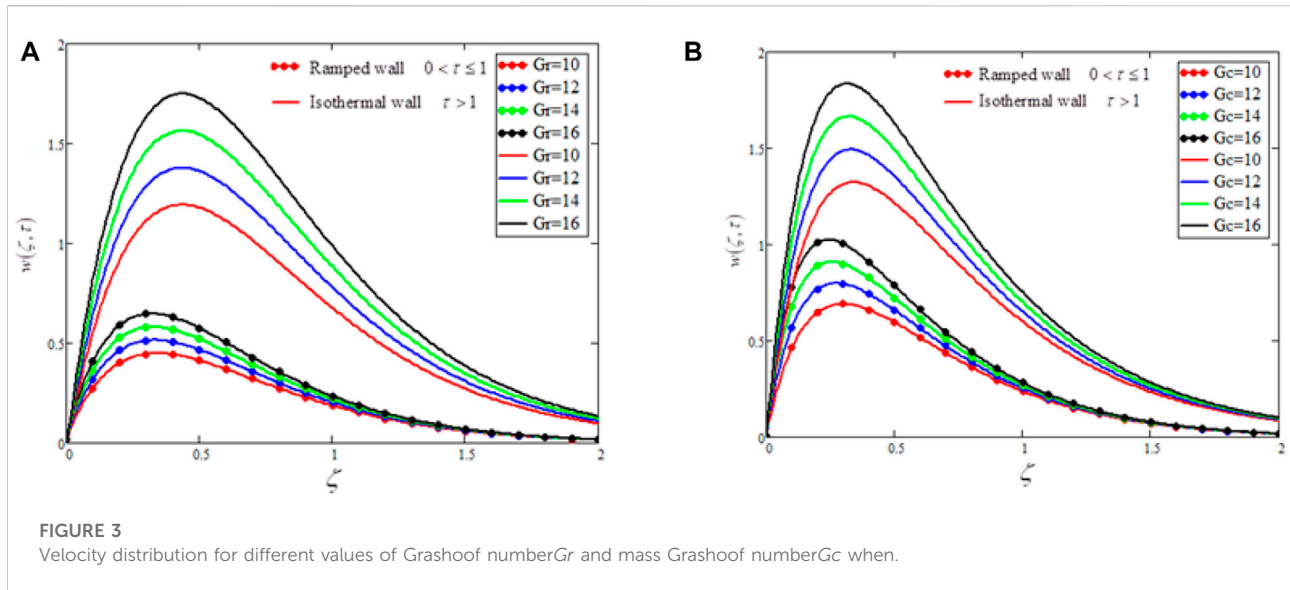 A
2
1.5
1
0.5
0
w(ζ, τ)
Ramped wall 0 < τ ≤ 1
Isothermal wall τ > 1
Gr=10
Gr=12
Gr=14
Gr=16
Gr=10
Gr=12
Gr=14
Gr=16
0 0.5 1 1.5 2
ζ
B
2
1.5
1
0.5
0
w(ζ, τ)
Ramped wall 0 < τ ≤ 1
Isothermal wall τ > 1
Gc=10
Gc=12
Gc=14
Gc=16
Gc=10
Gc=12
Gc=14
Gc=16
0 0.5 1 1.5 2
ζ
FIGURE 3
Velocity distribution for different values of Grashoof numberGr and mass Grashoof numberGc when.